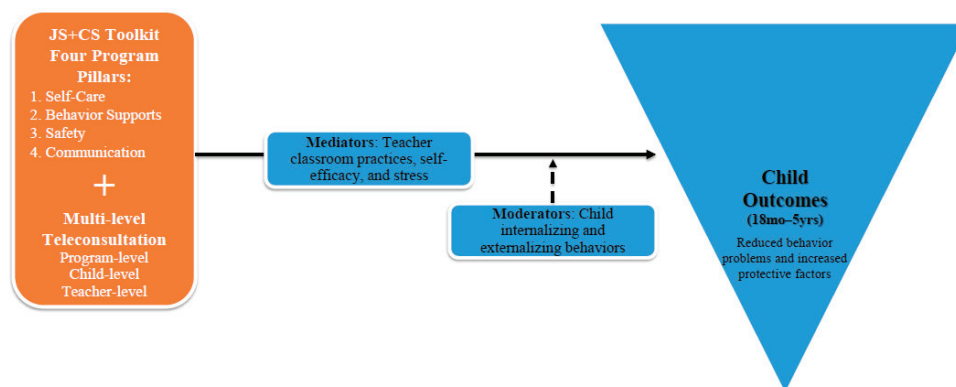 JS+CS Toolkit
Four Program
Pillars:
1. Self-Care
2. Behavior Supports
3. Safety
4. Communication
+
Multi-level
Teleconsultation
Program-level
Child-level
Teacher-level
Mediators: Teacher
classroom practices, self-
efficacy, and stress
Moderators: Child
internalizing and
externalizing behaviors
Child
Outcomes
(18mo–5yrs)
Reduced behavior
problems and increased
protective factors